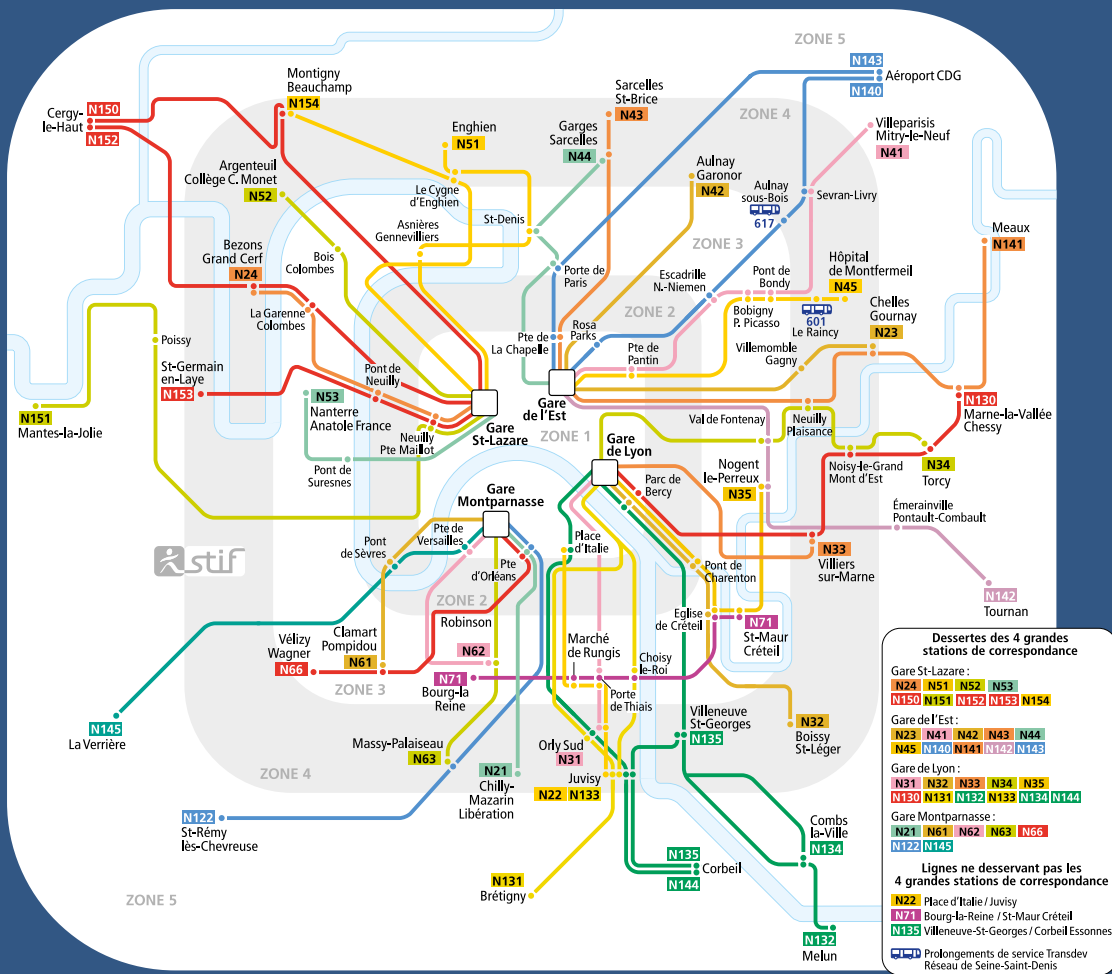 ZONE 5
N143
Aéroport CDG
N140
Montigny
Beauchamp
N154
Sarcelles
St-Brice
N43
Cergy-
le-Haut
N150
N152
ZONE 4
Enghien
N51
Garges
Sarcelles
N44
Villeparisis
Mitry-le-Neuf
N41
Argenteuil
Collège C. Monet
N52
Le Cygne
d'Enghien
Aulnay
Garonor
N42
Aulnay
sous-Bois
617
Sevran-Livry
St-Denis
Asnières
Gennevilliers
Meaux
N141
Bezons
Grand Cerf
N24
Bois
Colombes
ZONE 3
Porte de
Paris
Escadrille
N.-Niemen
Pont de
Bondy
Hôpital
de Montfermeil
N45
La Garenne
Colombes
ZONE 2
Bobigny
P. Picasso
601
Le Raincy
Chelles
Gournay
N23
Poissy
Pte de
La Chapelle
Rosa
Parks
Pte de
Pantin
Villemomble
Gagny
St-Germain
en-Laye
N153
Pont de
Neuilly
N151
Mantes-la-Jolie
N53
Nanterre
Anatole France
Gare
St-Lazare
Gare
de l'Est
N130
Marne-la-Vallée
Chessy
Neuilly
Pte Maillot
ZONE 1
Val de Fontenay
Neuilly
Plaisance
Pont de
Suresnes
Gare
de Lyon
Noisy-le-Grand
Mont d'Est
N34
Torcy
Nogent
le-Perreux
N35
Parc de
Bercy
Gare
Montparnasse
Émerainville
Pontault-Combault
Pte de
Versailles
Place
d'Italie
Pont
de Sèvres
N33
Villiers
sur-Marne
stif
Pte
d'Orléans
Pont de
Charenton
N142
Tournan
ZONE 2
Robinson
Eglise
de Créteil
N71
St-Maur
Créteil
Vélizy
Wagner
N66
Clamart
Pompidou
N61
N62
Marché
de Rungis
Choisy
le-Roi
N71
Bourg-la
Reine
ZONE 3
Porte
de Thiais
N145
La Verrière
Villeneuve
St-Georges
N135
N32
Boissy
St-Léger
Massy-Palaiseau
N63
Orly Sud
N31
ZONE 4
N21
Chilly-
Mazarin
Libération
Juvisy
N22 N133
N122
St-Rémy
lès-Chevreuse
Combs
la-Ville
N134
N135
Corbeil
N144
N131
Brétigny
ZONE 5
N132
Melun
Dessertes des 4 grandes
stations de correspondance
Gare St-Lazare :
N24 N51 N52 N53
N150 N151 N152 N153 N154
Gare de l'Est :
N23 N41 N42 N43 N44
N45 N140 N141 N142 N143
Gare de Lyon :
N31 N32 N33 N34 N35
N130 N131 N132 N133 N134 N144
Gare Montparnasse :
N21 N61 N62 N63 N66
N122 N145
Lignes ne desservant pas les
4 grandes stations de correspondance
N22 Place d'Italie / Juvisy
N71 Bourg-la-Reine / St-Maur Créteil
N135 Villeneuve-St-Georges / Corbeil Essonnes
Prolongements de service Transdev
Réseau de Seine-Saint-Denis